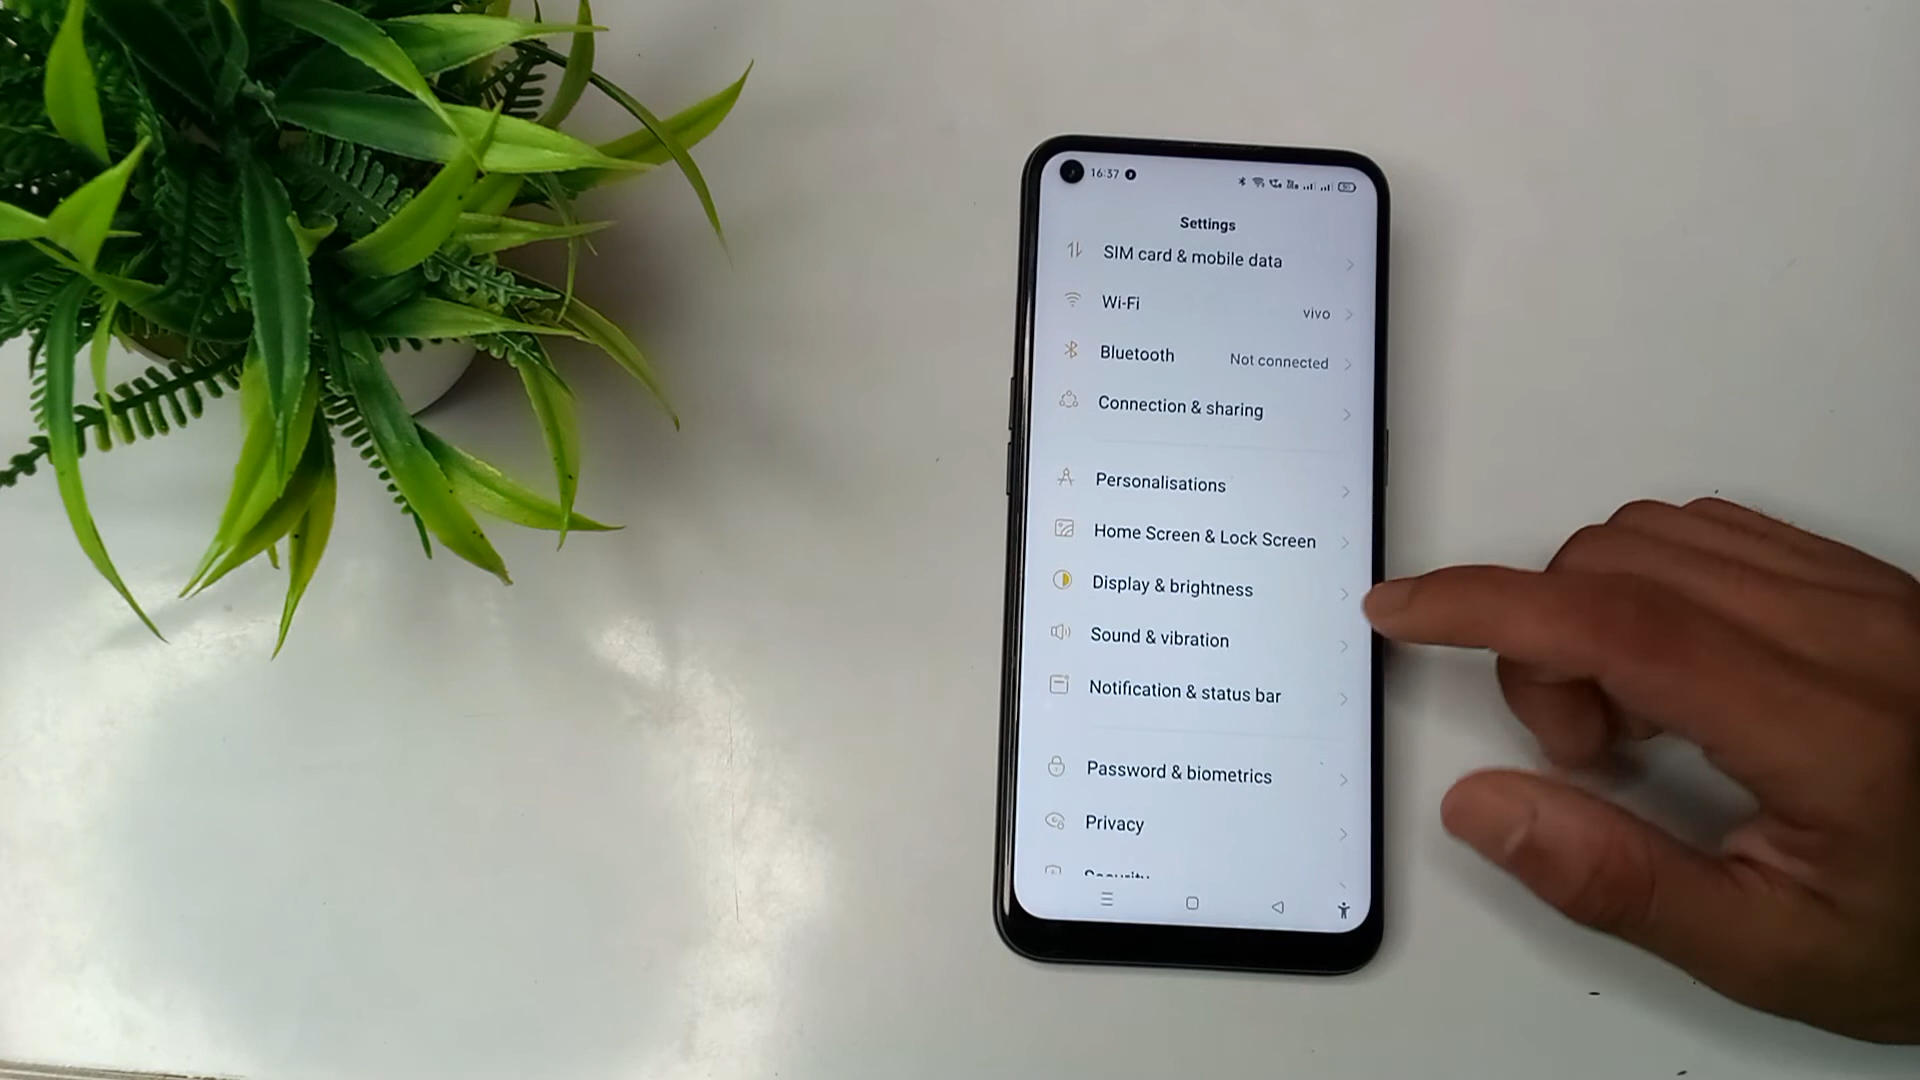 16:37
Settings
SIM card & mobile data
Wi-Fi vivo
Bluetooth Not connected
Connection & sharing
Personalisations
Home Screen & Lock Screen
Display & brightness
Sound & vibration
Notification & status bar
Password & biometrics
Privacy